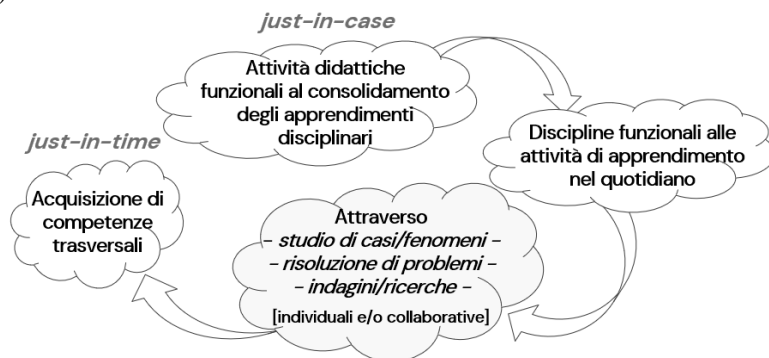 just-in-case
Attività didattiche
funzionali al consolidamento
degli apprendimenti
disciplinari
Discipline funzionali alle
attività di apprendimento
nel quotidiano
Attraverso
- studio di casi/fenomeni -
- risoluzione di problemi -
- indagini/ricerche -
[individuali e/o collaborative]
just-in-time
Acquisizione di
competenze
trasversali